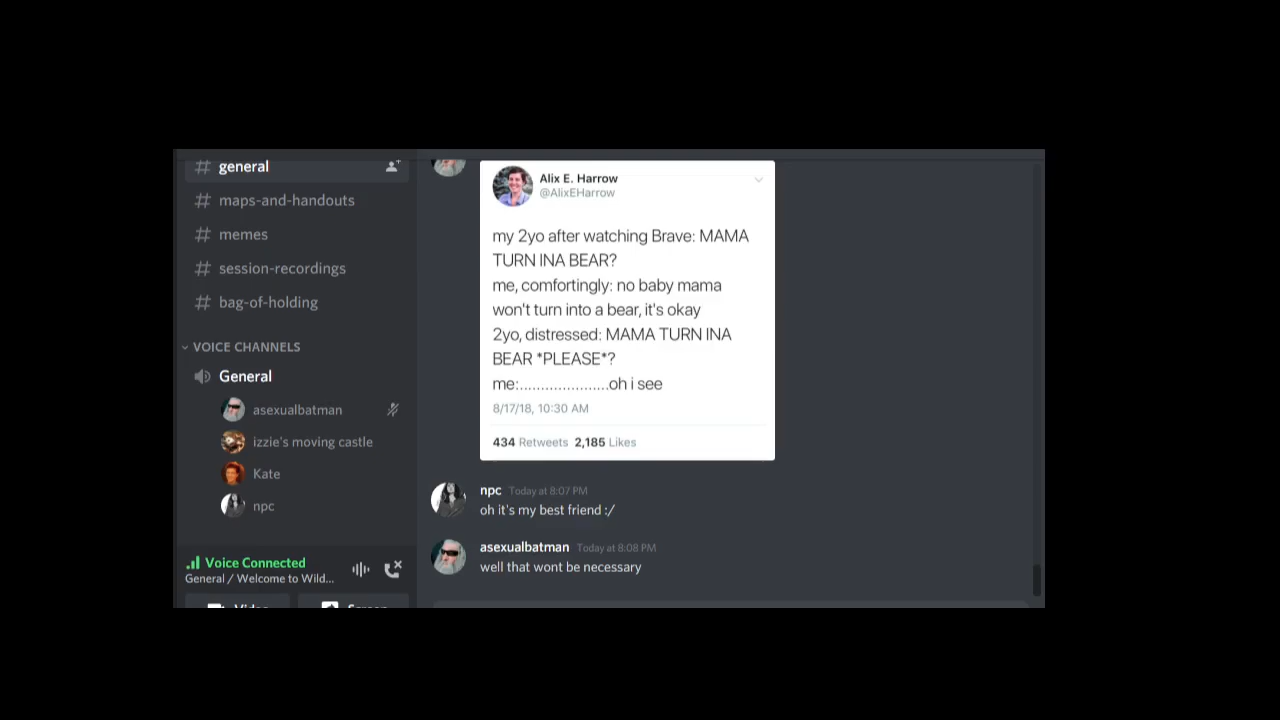 # general
# maps-and-handouts
# memes
# session-recordings
# bag-of-holding
VOICE CHANNELS
General
asexualbatman
izzie's moving castle
Kate
npc
Voice Connected
General / Welcome to Wild...
Video
Screen
Alix E. Harrow
@AlixEHarrow
my 2yo after watching Brave: MAMA
TURN INA BEAR?
me, comfortingly: no baby mama
won't turn into a bear, it's okay
2yo, distressed: MAMA TURN INA
BEAR *PLEASE*?
me:.....................oh i see
8/17/18, 10:30 AM
434 Retweets 2,185 Likes
npc Today at 8:07 PM
oh it's my best friend :/
asexualbatman Today at 8:08 PM
well that wont be necessary